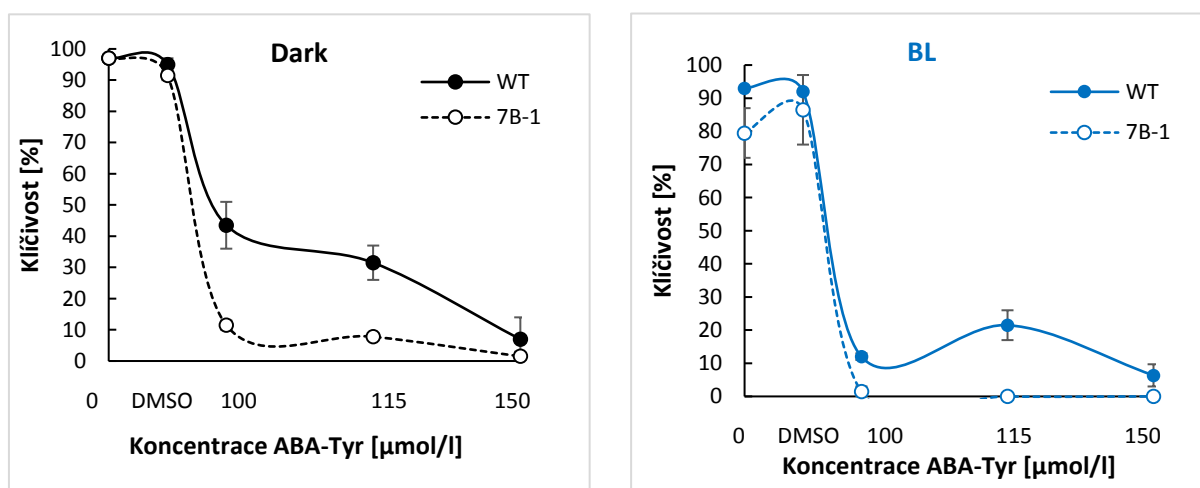 Dark
100
90
80
70
60
50
40
30
20
10
0
Klíčivost [%]
WT
7B-1
0 DMSO 100 115 150
Koncentrace ABA-Tyr [μmol/l]
BL
100
90
80
70
60
50
40
30
20
10
0
Klíčivost [%]
WT
7B-1
0 DMSO 100 115 150
Koncentrace ABA-Tyr [μmol/l]